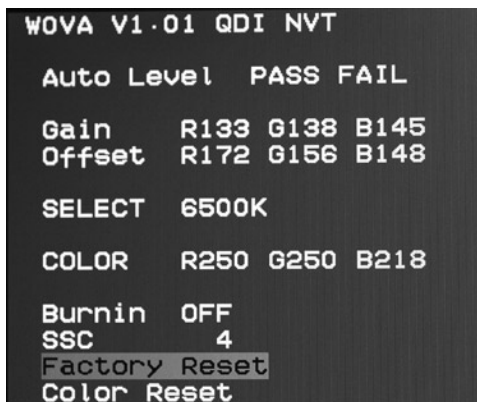 WOVA V1.01 QDI NVT
Auto Level PASS FAIL
Gain R133 G138 B145
Offset R172 G156 B148
SELECT 6500K
COLOR R250 G250 B218
Burnin OFF
SSC 4
Factory Reset
Color Reset